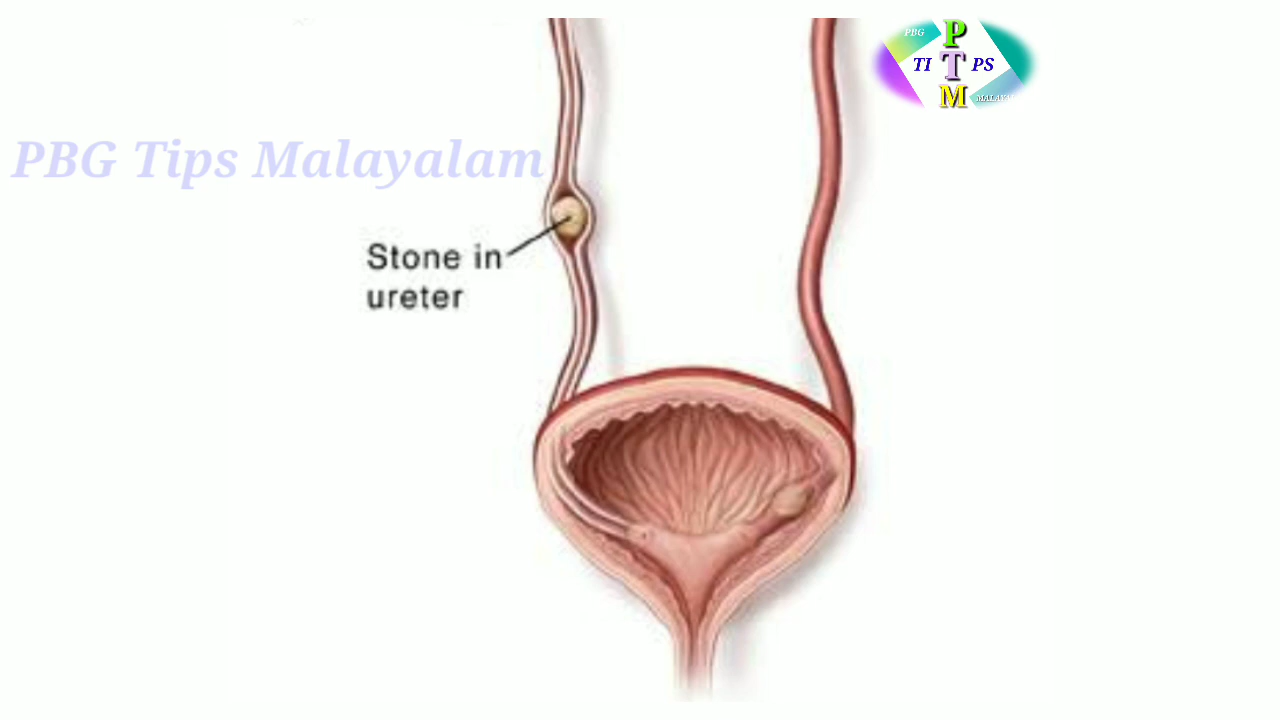 PBG
P
TI T PS
M
PBG Tips Malayalam
Stone in
ureter